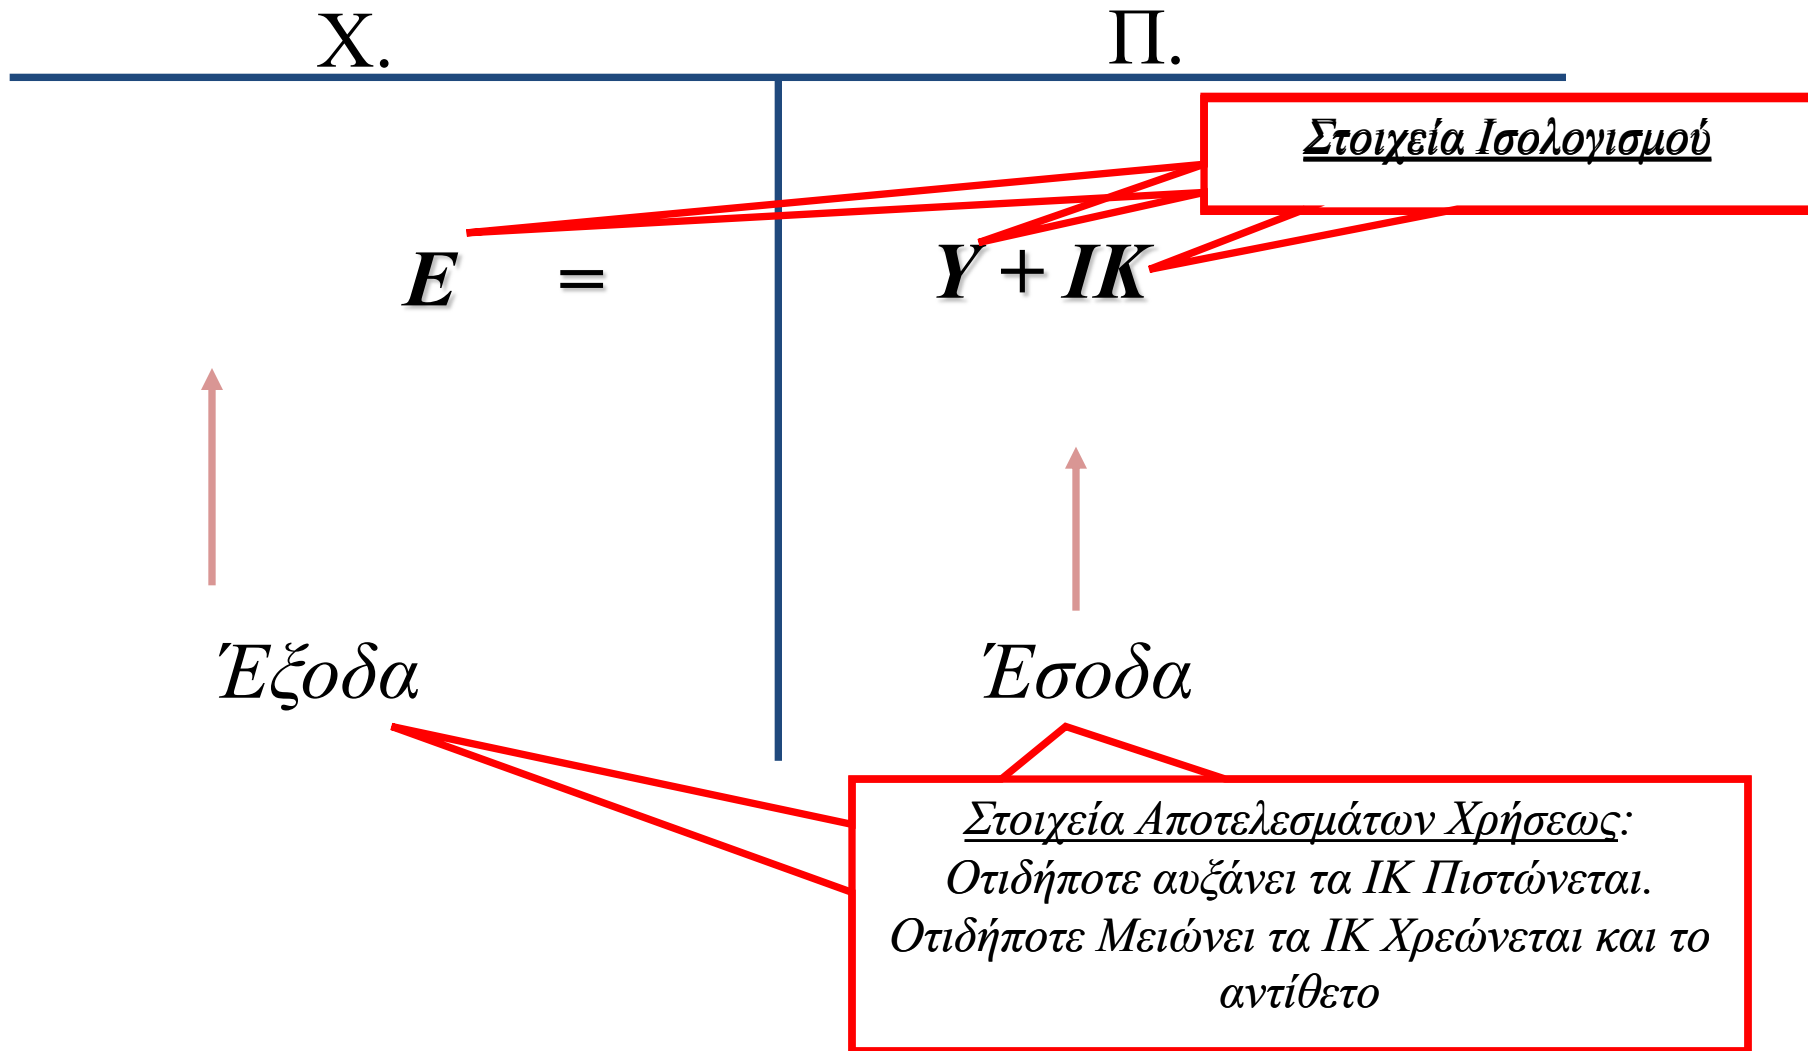 Χ. Π.
Στοιχεία Ισολογισμού
Ε = Υ + ΙΚ
Έξοδα Έσοδα
Στοιχεία Αποτελεσμάτων Χρήσεως:
Οτιδήποτε αυξάνει τα ΙΚ Πιστώνεται.
Οτιδήποτε Μειώνει τα ΙΚ Χρεώνεται και το
αντίθετο